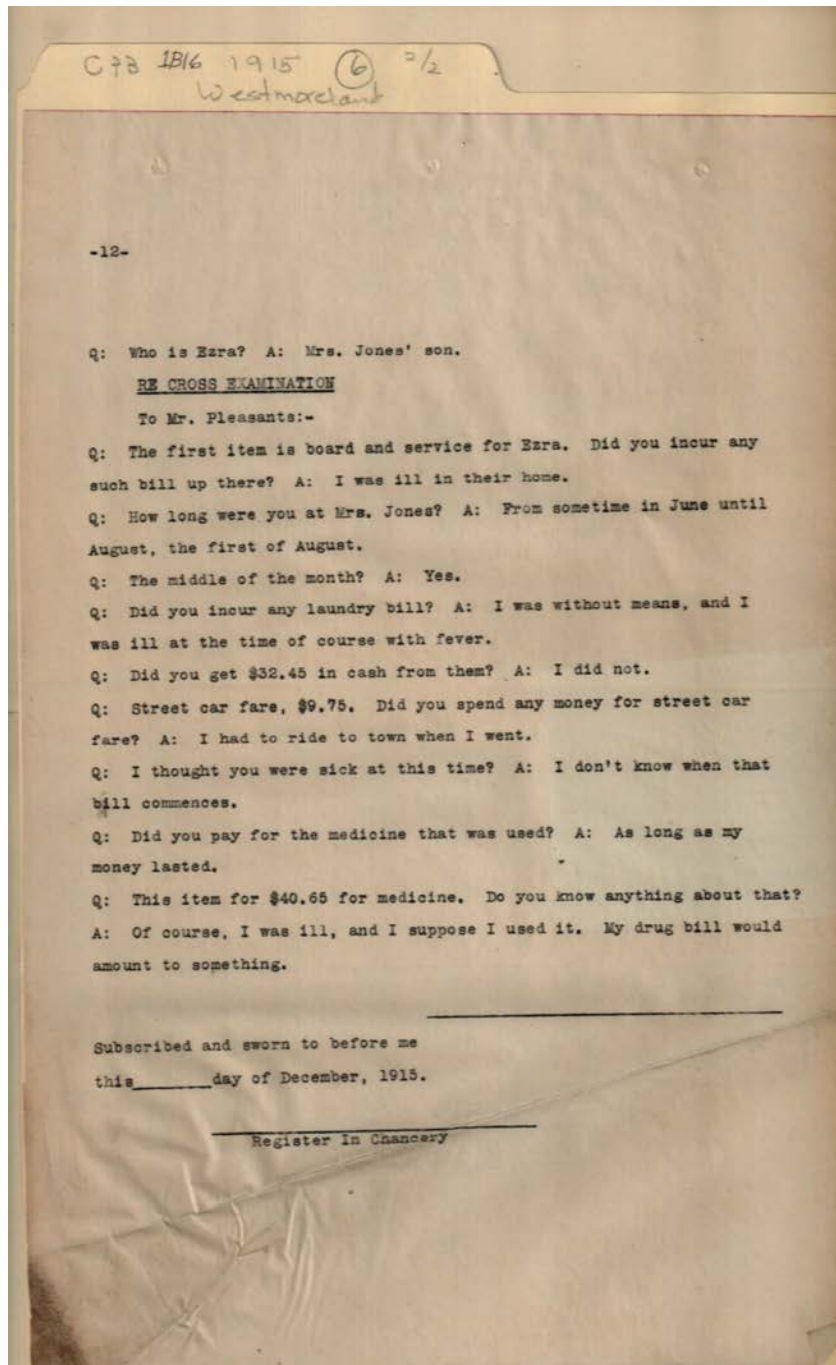 CPB 1B16 1915 6 2/2
Westmoreland
-12-
Q: Who is Ezra? A: Mrs. Jones' son.
RE CROSS EXAMINATION
To Mr. Pleasants:-
Q: The first item is board and service for Ezra. Did you incur any
such bill up there? A: I was ill in their home.
Q: How long were you at Mrs. Jones? A: From sometime in June until
August, the first of August.
Q: The middle of the month? A: Yes.
Q: Did you incur any laundry bill? A: I was without means, and I
was ill at the time of course with fever.
Q: Did you get $32.45 in cash from them? A: I did not.
Q: Street car fare, $9.75. Did you spend any money for street car
fare? A: I had to ride to town when I went.
Q: I thought you were sick at this time? A: I don't know when that
bill commences.
Q: Did you pay for the medicine that was used? A: As long as my
money lasted.
Q: This item for $40.65 for medicine. Do you know anything about that?
A: Of course, I was ill, and I suppose I used it. My drug bill would
amount to something.
Subscribed and sworn to before me
this_______day of December, 1915.
Register In Chancery